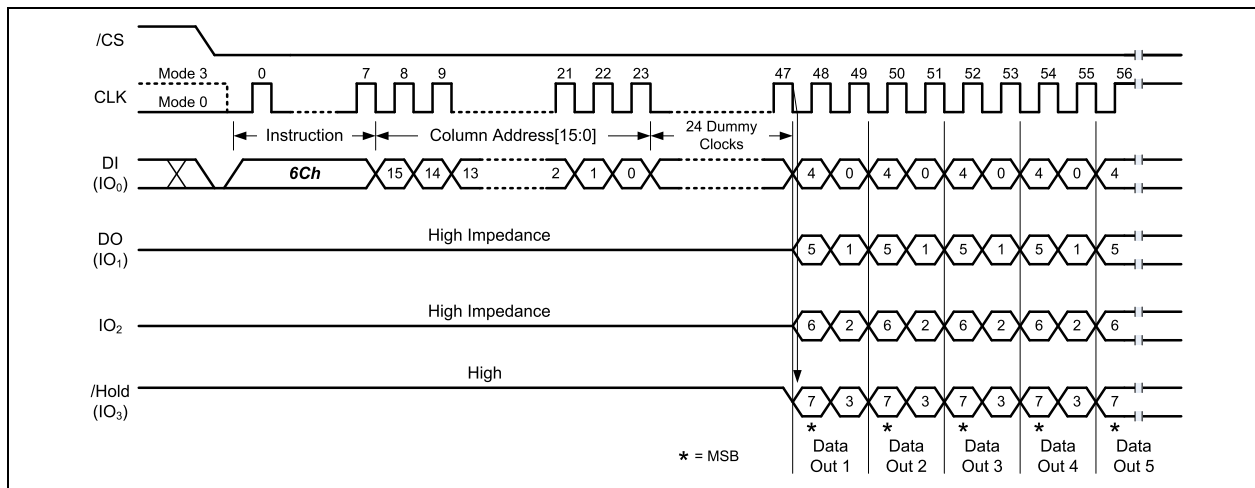 /CS
Mode 3 0 7 8 9 21 22 23 47 48 49 50 51 52 53 54 55 56
CLK
Mode 0
Instruction Column Address[15:0] 24 Dummy
Clocks
DI
(IO0)
6Ch 15 14 13 2 1 0 4 0 4 0 4 0 4 0 4
DO
(IO1)
High Impedance 5 1 5 1 5 1 5 1 5
IO2
High Impedance 6 2 6 2 6 2 6 2 6
High
/Hold
(IO3)
7 3 7 3 7 3 7 3 7
* * * * *
* = MSB
Data Data Data Data Data
Out 1 Out 2 Out 3 Out 4 Out 5